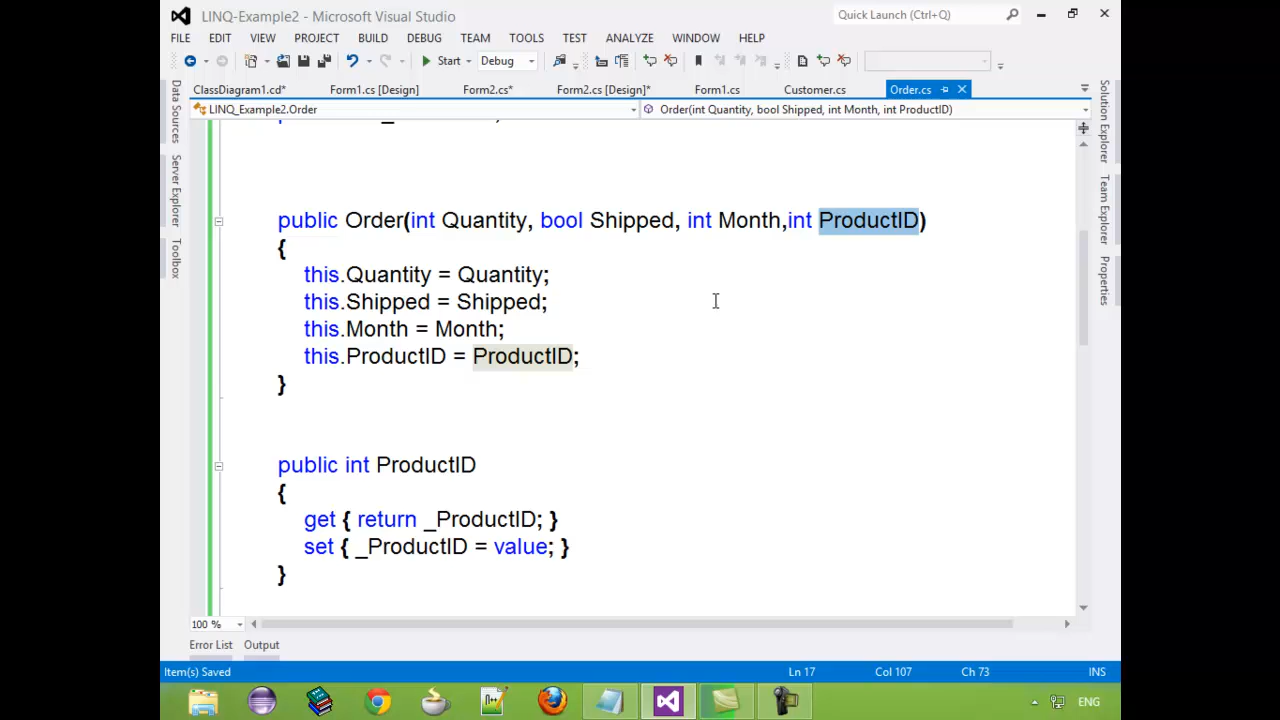 LINQ-Example2 - Microsoft Visual Studio
Quick Launch (Ctrl+Q)
FILE EDIT VIEW PROJECT BUILD DEBUG TEAM TOOLS TEST ANALYZE WINDOW HELP
Start Debug
ClassDiagram1.cd* Form1.cs [Design] Form2.cs* Form2.cs [Design]* Form1.cs Customer.cs Order.cs
LINQ_Example2.Order Order(int Quantity, bool Shipped, int Month, int ProductID)
Data Sources
Server Explorer
Toolbox
Solution Explorer
Team Explorer
Properties
public Order(int Quantity, bool Shipped, int Month,int ProductID)
{
this.Quantity = Quantity;
this.Shipped = Shipped;
this.Month = Month;
this.ProductID = ProductID;
}
public int ProductID
{
get { return _ProductID; }
set { _ProductID = value; }
}
100 %
Error List Output
Item(s) Saved Ln 17 Col 107 Ch 73 INS
ENG